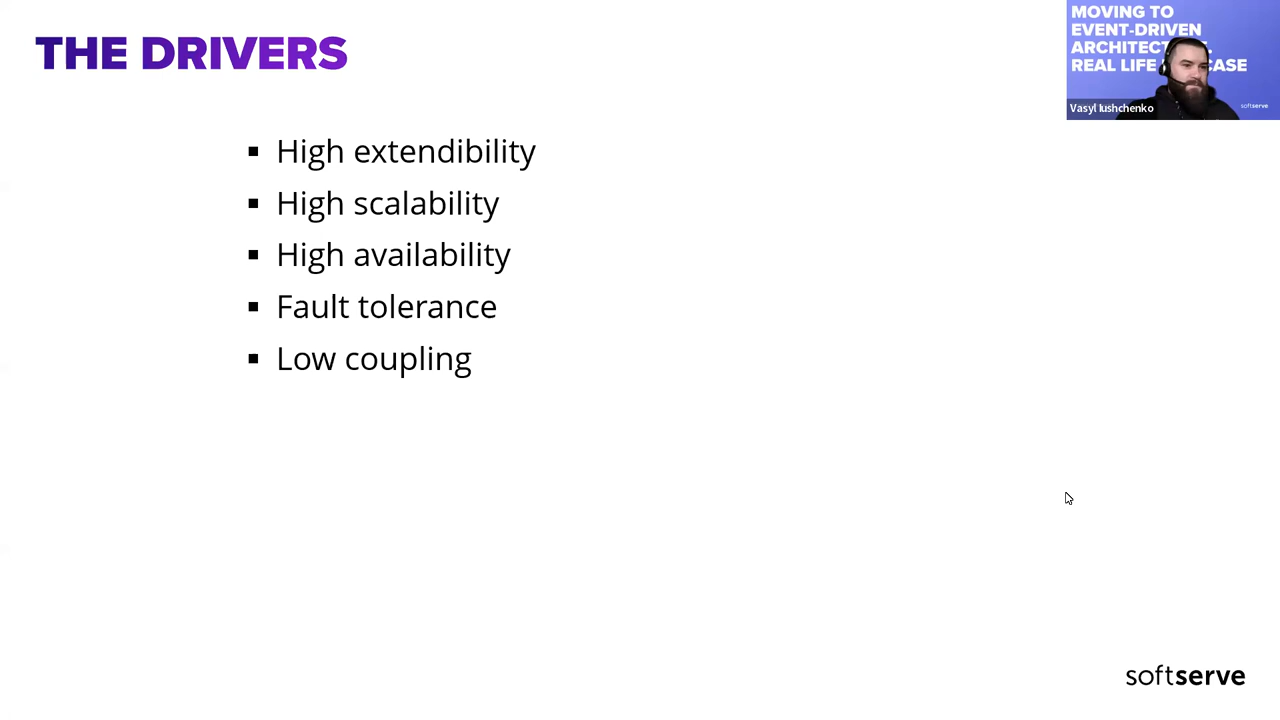 THE DRIVERS
MOVING TO
EVENT-DRIVEN
REAL LIFE CASE
Vasyl Iushchenko
softserve
High extendibility
High scalability
High availability
Fault tolerance
Low coupling
softserve